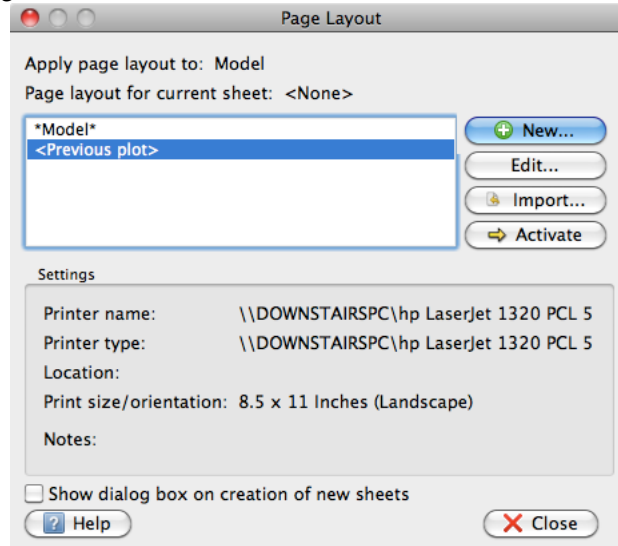 Page Layout
Apply page layout to: Model
Page layout for current sheet: <None>
*Model*
<Previous plot>
New...
Edit...
Import...
Activate
Settings
Printer name: \\DOWNSTAIRSPC\hp LaserJet 1320 PCL 5
Printer type: \\DOWNSTAIRSPC\hp LaserJet 1320 PCL 5
Location:
Print size/orientation: 8.5 x 11 Inches (Landscape)
Notes:
Show dialog box on creation of new sheets
? Help
Close